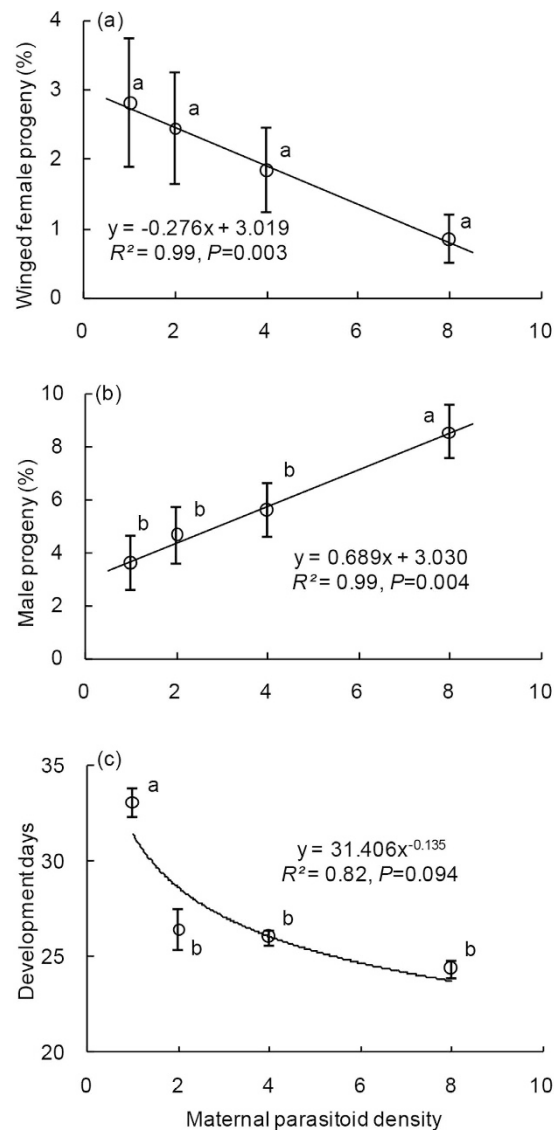 (a)
Winged female progeny (%)
4
3
2
1
0
a
a
a
a
y = -0.276x + 3.019
R² = 0.99, P=0.003
0 2 4 6 8 10
(b)
Male progeny (%)
10
8
6
4
2
0
b
b
b
a
y = 0.689x + 3.030
R² = 0.99, P=0.004
0 2 4 6 8 10
(c)
Development days
35
30
25
20
a
b
b
b
y = 31.406x⁻⁰·¹³⁵
R² = 0.82, P=0.094
0 2 4 6 8 10
Maternal parasitoid density